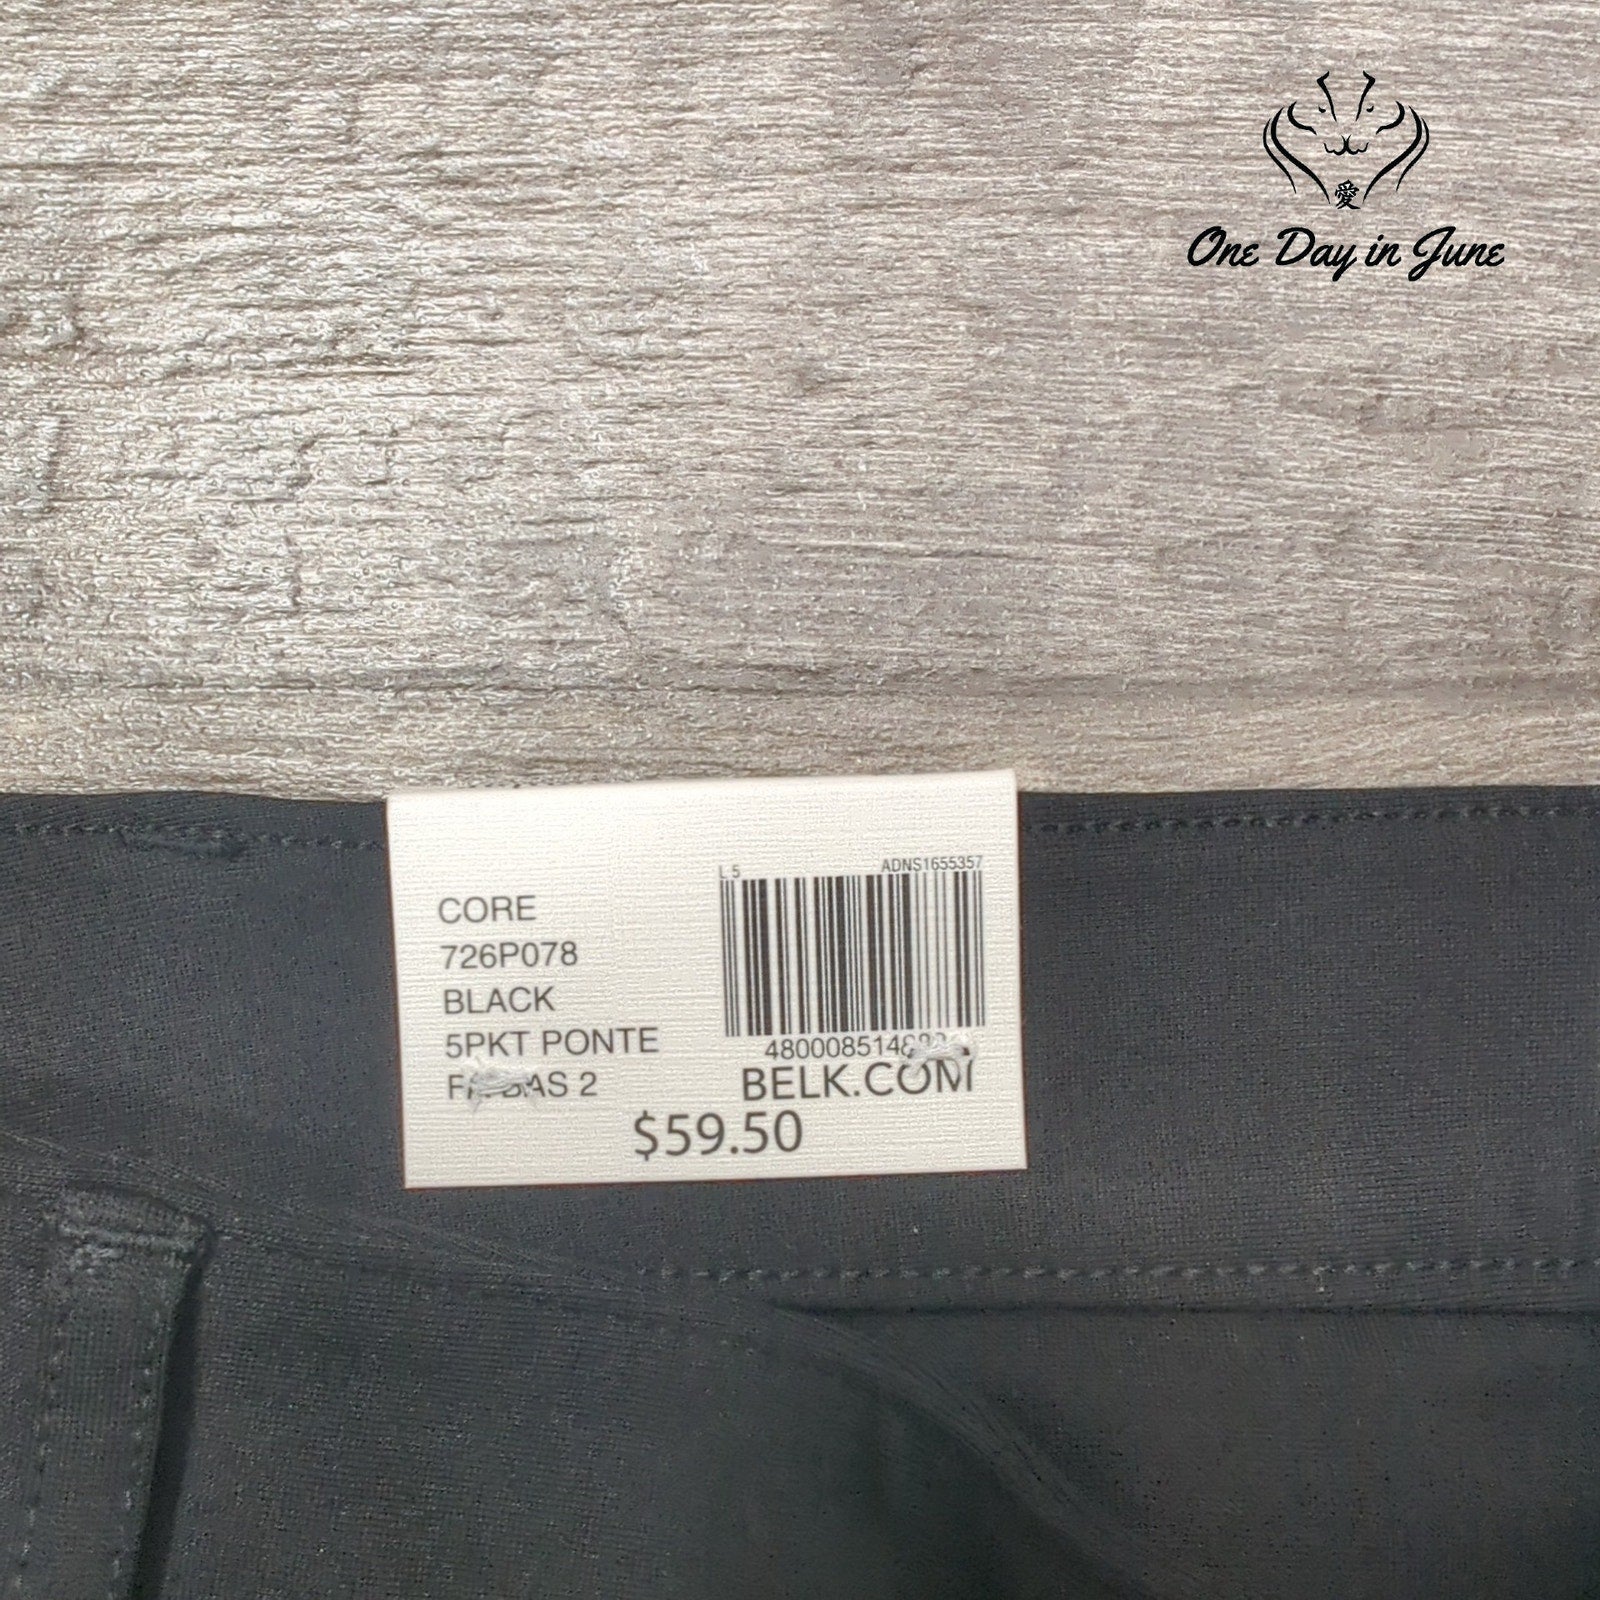 愛
One Day in June
L 5 ADNS1655357
CORE
726P078
BLACK
5PKT PONTE
2
BELK.COM
$59.50